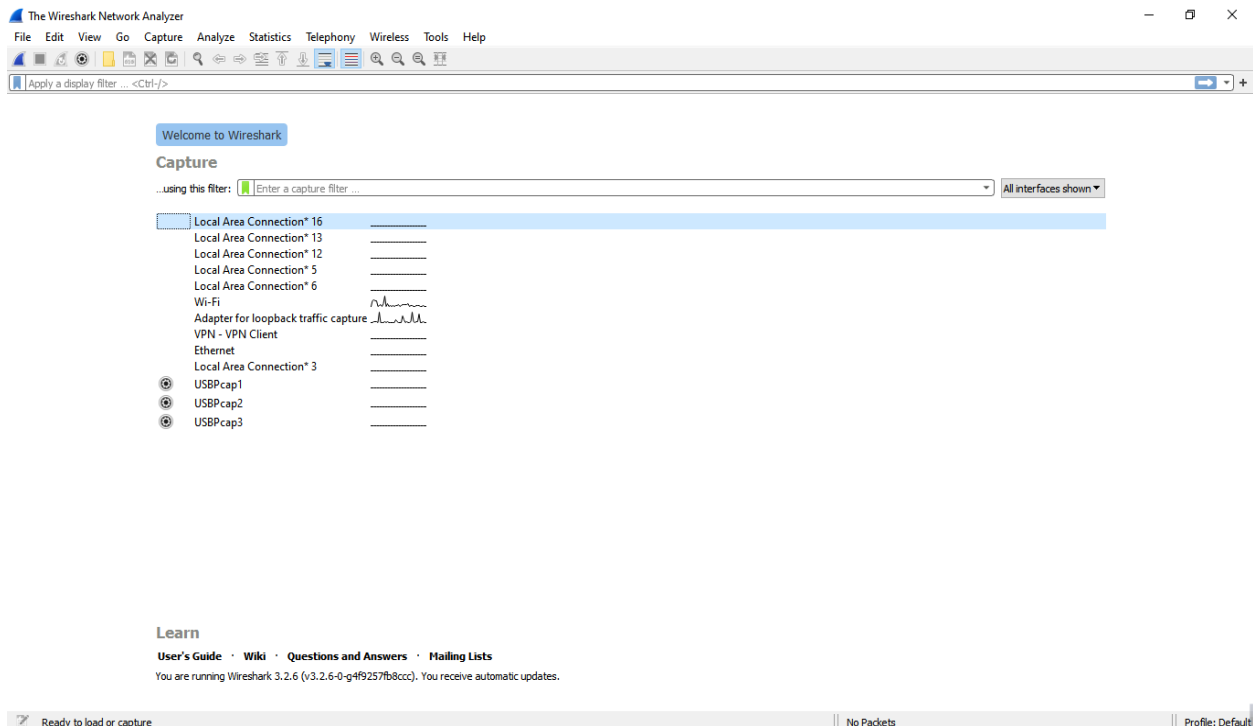 The Wireshark Network Analyzer
File Edit View Go Capture Analyze Statistics Telephony Wireless Tools Help
Apply a display filter ... <Ctrl-/>
Welcome to Wireshark
Capture
...using this filter: Enter a capture filter ... All interfaces shown
Local Area Connection* 16
Local Area Connection* 13
Local Area Connection* 12
Local Area Connection* 5
Local Area Connection* 6
Wi-Fi
Adapter for loopback traffic capture
VPN - VPN Client
Ethernet
Local Area Connection* 3
USBPcap1
USBPcap2
USBPcap3
Learn
User's Guide · Wiki · Questions and Answers · Mailing Lists
You are running Wireshark 3.2.6 (v3.2.6-0-g4f9257fb8ccc). You receive automatic updates.
Ready to load or capture No Packets Profile: Default